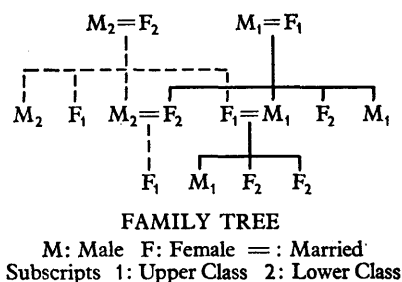 M₂=F₂ M₁=F₁
M₂ F₁ M₂=F₂ F₁=M₁ F₂ M₁
F₁ M₁ F₂ F₂
FAMILY TREE
M: Male F: Female =: Married
Subscripts 1: Upper Class 2: Lower Class